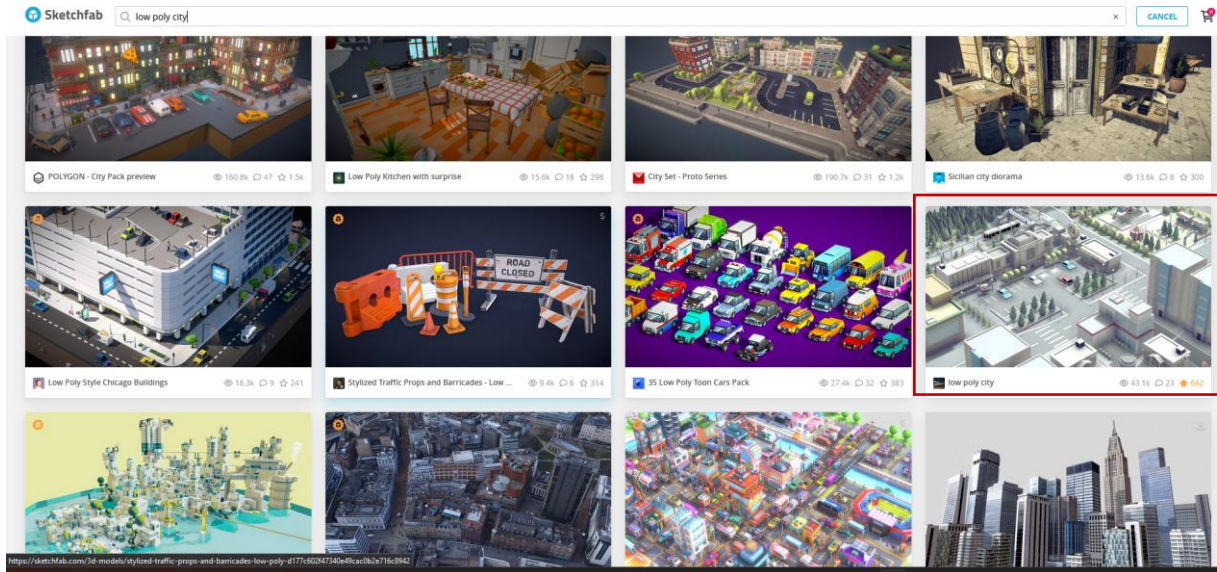 Sketchfab
low poly city
×
CANCEL
POLYGON - City Pack preview 160.8k 47 1.5k
Low Poly Kitchen with surprise 15.6k 18 298
City Set - Proto Series 190.7k 31 1.2k
Sicilian city diorama 13.6k 8 300
$
ROAD
CLOSED
Low Poly Style Chicago Buildings 16.3k 9 241
Stylized Traffic Props and Barricades - Low ... 9.4k 6 314
35 Low Poly Toon Cars Pack 27.4k 32 383
low poly city 43.1k 23 642
https://sketchfab.com/3d-models/stylized-traffic-props-and-barricades-low-poly-d177c602f47340e49cac0b2e716c8942